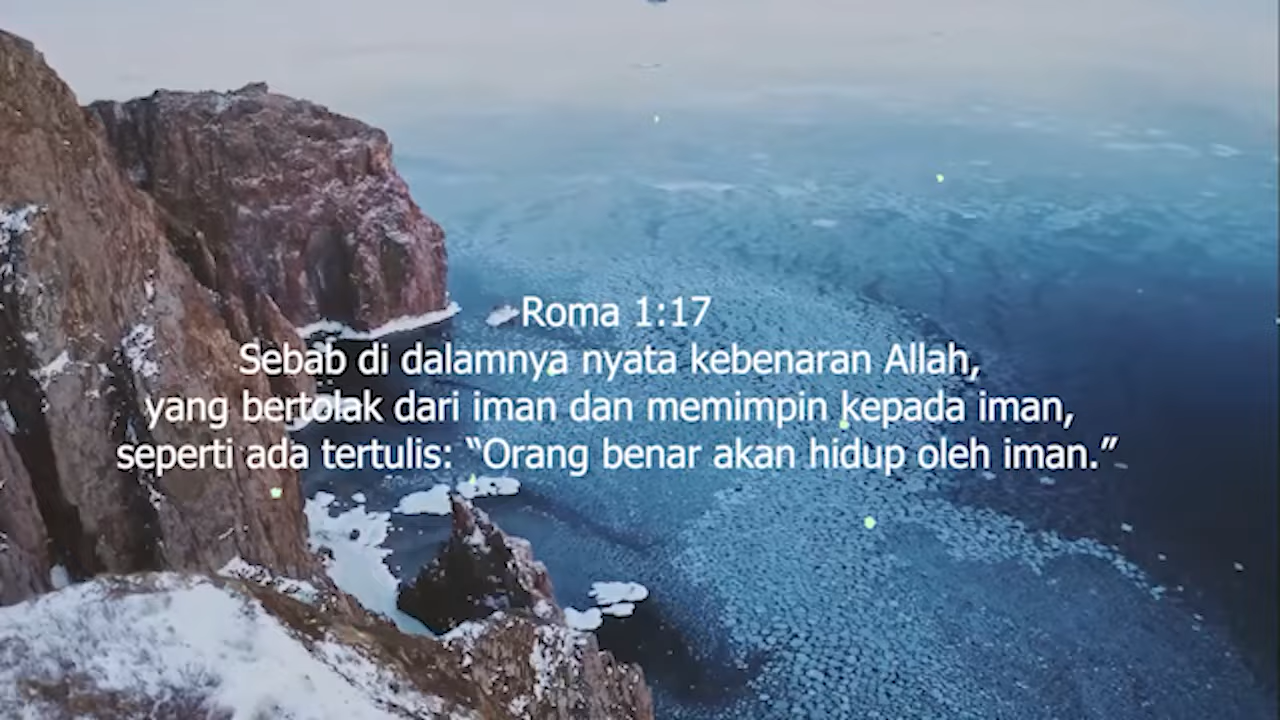 Roma 1:17
Sebab di dalamnya nyata kebenaran Allah,
yang bertolak dari iman dan memimpin kepada iman,
seperti ada tertulis: “Orang benar akan hidup oleh iman.”